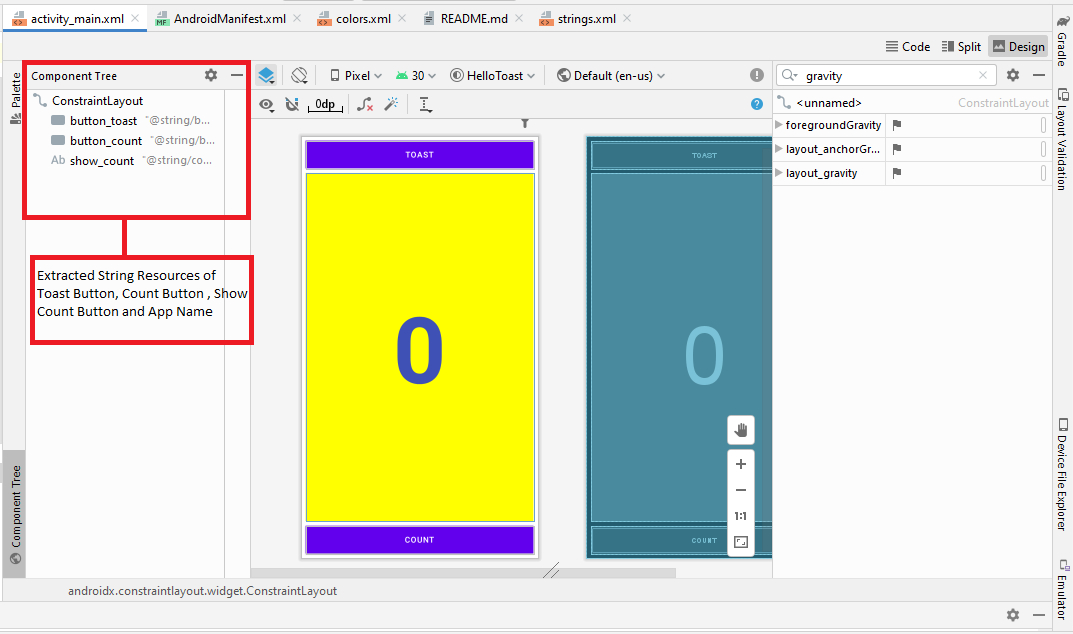 activity_main.xml
AndroidManifest.xml
colors.xml
README.md
strings.xml
Code
Split
Design
Gradle
Palette
Component Tree
Pixel
30
HelloToast
Default (en-us)
gravity
0dp
<unnamed>
ConstraintLayout
ConstraintLayout
button_toast "@string/b...
button_count "@string/b...
Ab show_count "@string/co...
foregroundGravity
layout_anchorGr...
layout_gravity
Layout Validation
TOAST
TOAST
Extracted String Resources of
Toast Button, Count Button , Show
Count Button and App Name
0
0
1:1
COUNT
COUNT
Component Tree
Device File Explorer
Emulator
androidx.constraintlayout.widget.ConstraintLayout